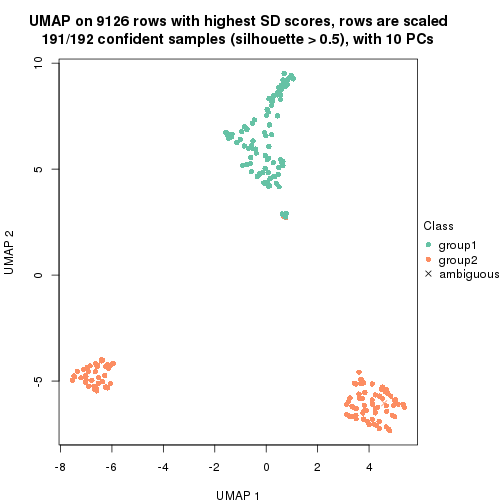 UMAP on 9126 rows with highest SD scores, rows are scaled
191/192 confident samples (silhouette > 0.5), with 10 PCs
10
5
0
-5
UMAP 2
Class
group1
group2
ambiguous
-8 -6 -4 -2 0 2 4
UMAP 1